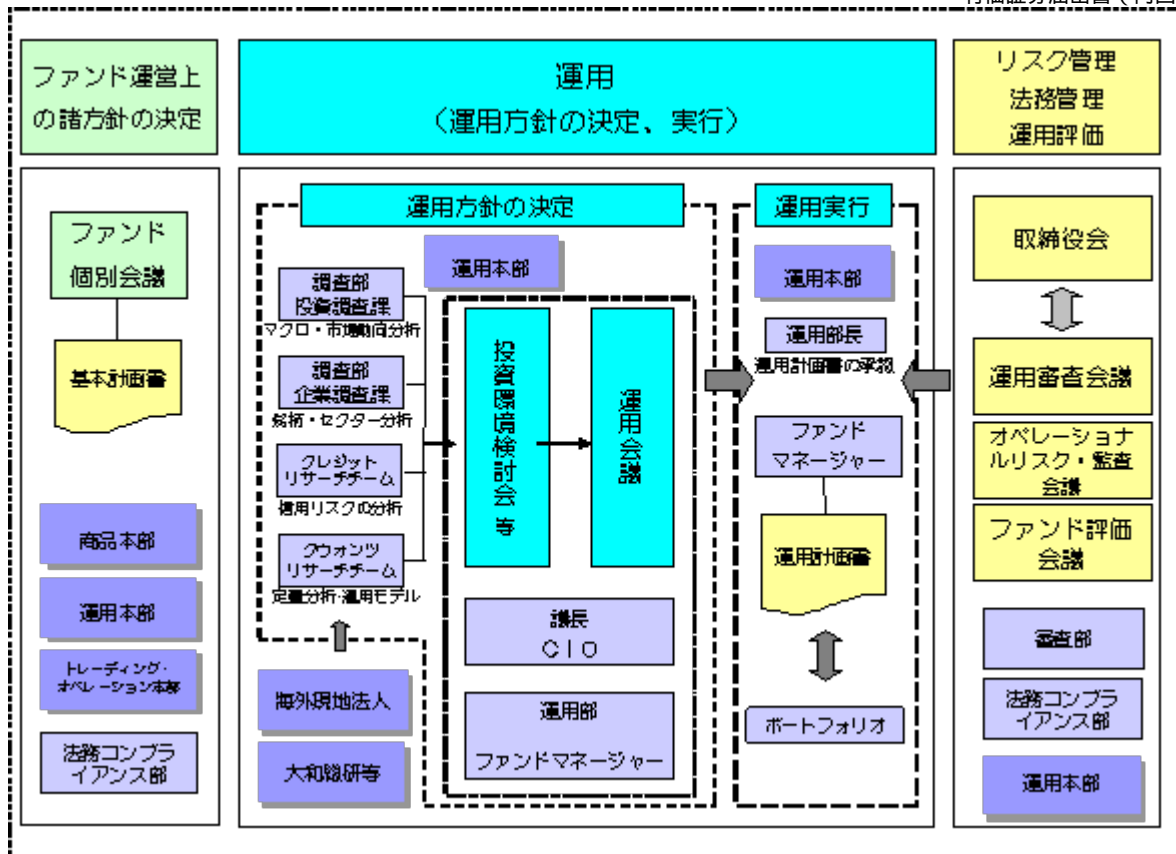 有価証券届出書（内国
ファンド運営上
の諸方針の決定
運用
（運用方針の決定、実行）
リスク管理
法務管理
運用評価
ファンド
個別会議
基本計画書
商品本部
運用本部
トレーディング・
オペレーション本部
法務コンプラ
イアンス部
運用方針の決定
運用本部
調査部
投資調査課
マクロ・市場動向分析
調査部
企業調査課
銘柄・セクター分析
クレジット
リサーチチーム
信用リスクの分析
クウォンツ
リサーチチーム
定量分析・運用モデル
海外現地法人
大和総研等
投資環境検討会 等
運用会議
議長
ＣＩＯ
運用部
ファンドマネージャー
運用実行
運用本部
運用部長
運用計画書の承認
ファンド
マネージャー
運用計画書
ポートフォリオ
取締役会
運用審査会議
オペレーショナ
ルリスク・監査
会議
ファンド評価
会議
審査部
法務コンプラ
イアンス部
運用本部